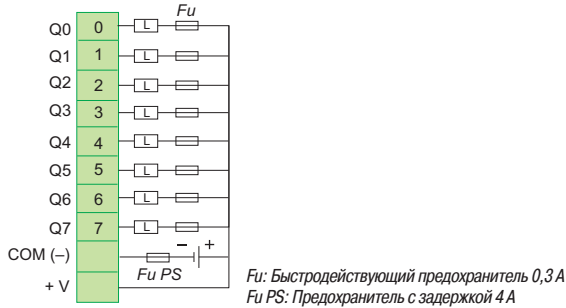 Fu
Q0 0 L
Q1 1 L
Q2 2 L
Q3 3 L
Q4 4 L
Q5 5 L
Q6 6 L
Q7 7 L
COM (–) – +
Fu PS
+ V
Fu: Быстродействующий предохранитель 0,3 А
Fu PS: Предохранитель с задержкой 4 А